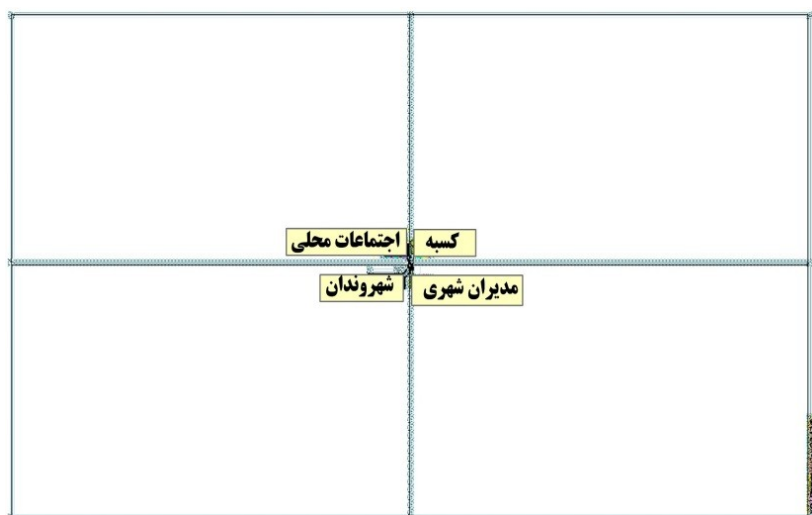 کسبه
اجتماعات محلی
مدیران شهری
شهروندان